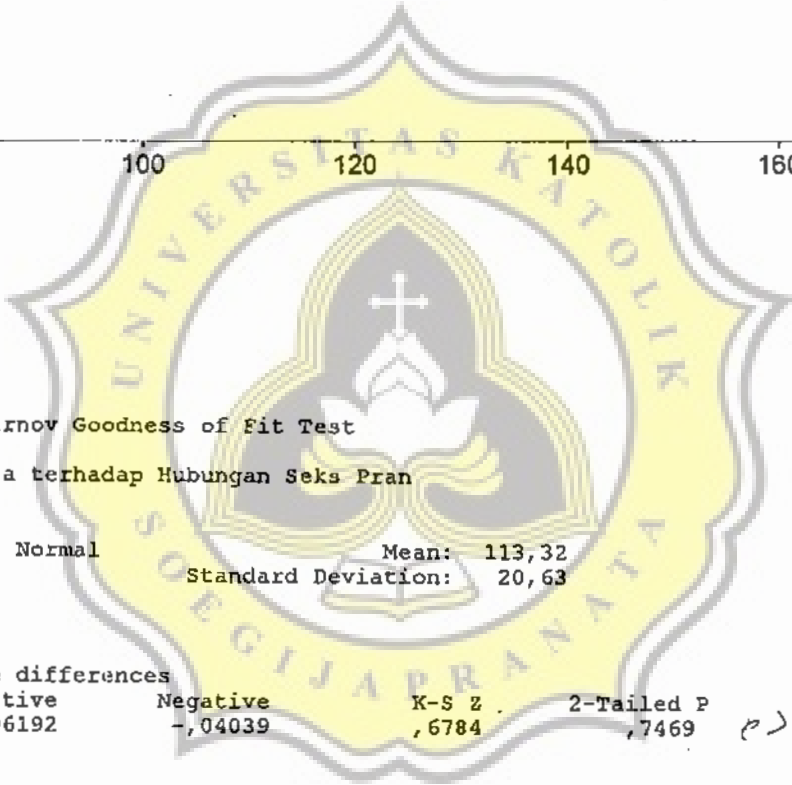 100 120 140 160
UNIVERSITAS KATOLIK
rnov Goodness of Fit Test
a terhadap Hubungan Seks Pran
Normal Mean: 113,32
Standard Deviation: 20,63
SOEGIJAPRANATA
differences
tive Negative K-S Z 2-Tailed P
6192 -,04039 ,6784 ,7469